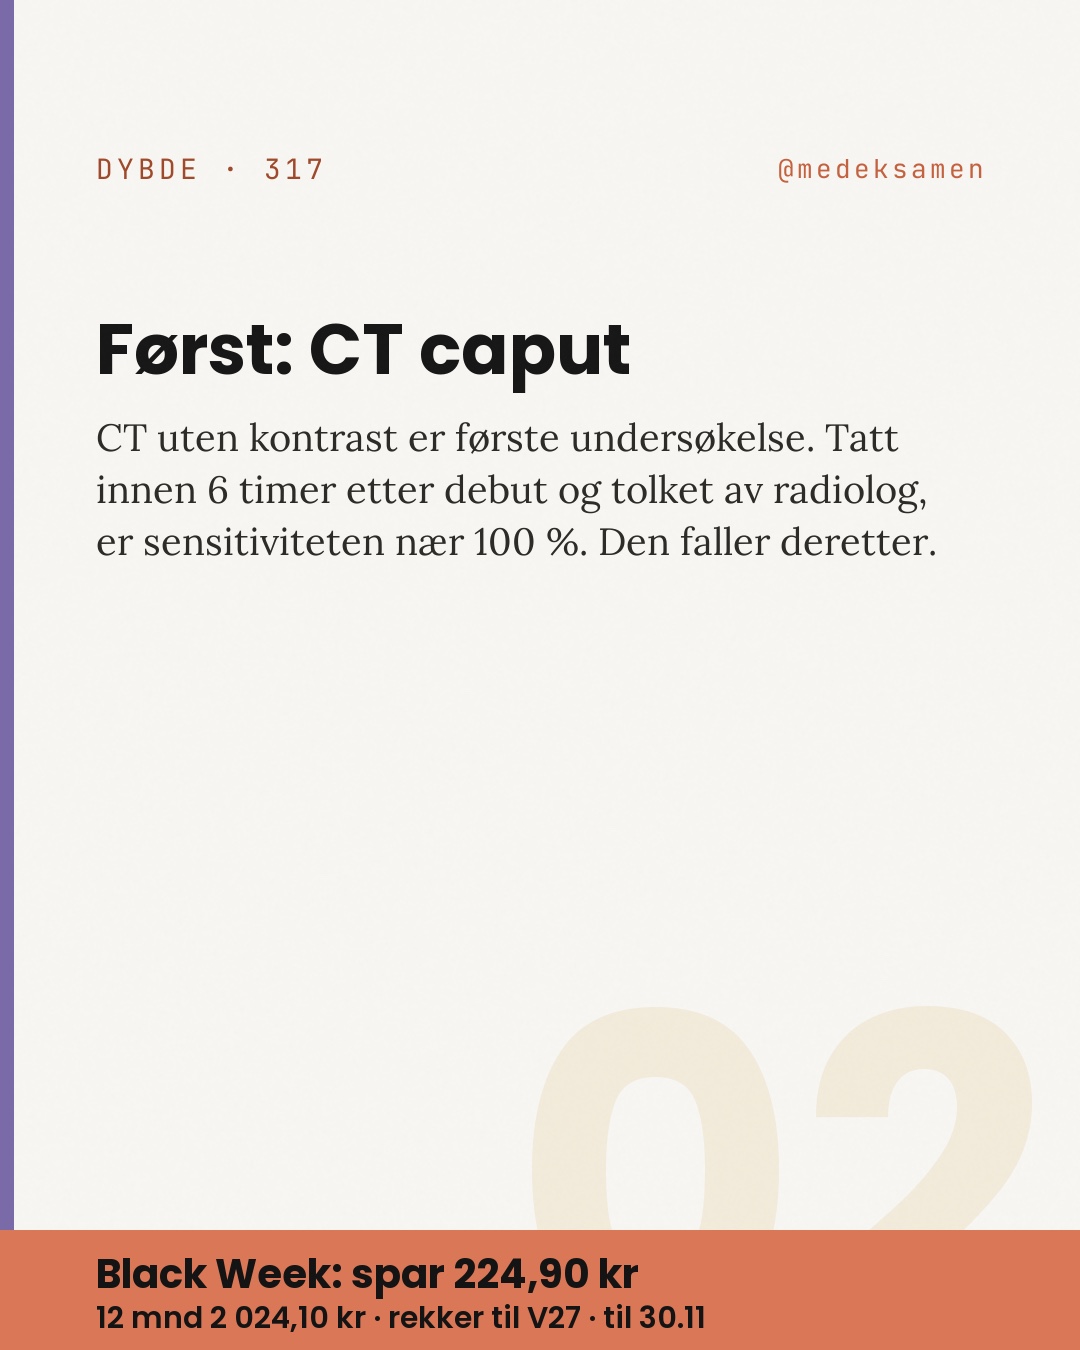 DYBDE · 317
@medeksamen
Først: CT caput
CT uten kontrast er første undersøkelse. Tatt
innen 6 timer etter debut og tolket av radiolog,
er sensitiviteten nær 100 %. Den faller deretter.
02
Black Week: spar 224,90 kr
12 mnd 2 024,10 kr · rekker til V27 · til 30.11